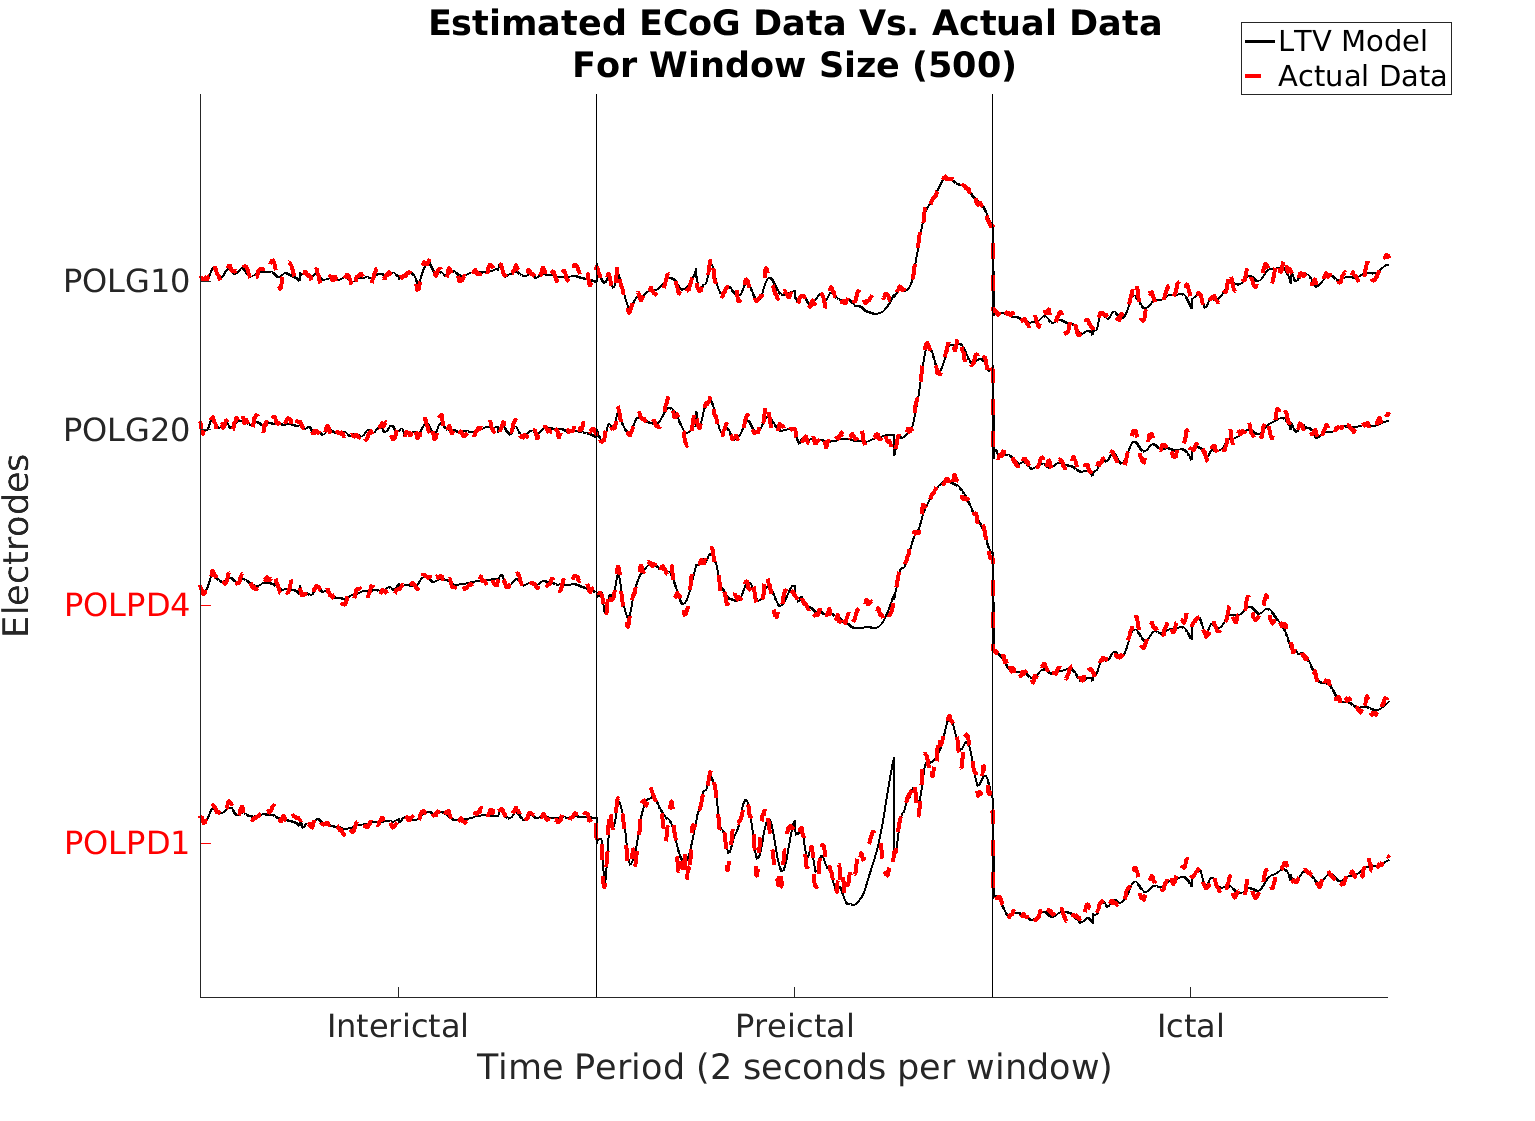 Estimated ECoG Data Vs. Actual Data
For Window Size (500)
LTV Model
Actual Data
Electrodes
POLG10
POLG20
POLPD4
POLPD1
Interictal
Preictal
Ictal
Time Period (2 seconds per window)